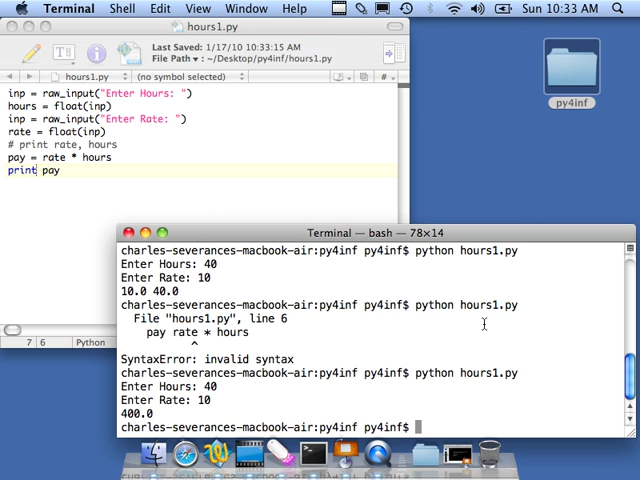 Terminal Shell Edit View Window Help Sun 10:33 AM
hours1.py
Last Saved: 1/17/10 10:33:15 AM
File Path ▾: ~/Desktop/py4inf/hours1.py
hours1.py (no symbol selected) #
inp = raw_input("Enter Hours: ")
hours = float(inp)
inp = raw_input("Enter Rate: ")
rate = float(inp)
# print rate, hours
pay = rate * hours
print pay
7 6 Python
py4inf
Terminal — bash — 78×14
charles-severances-macbook-air:py4inf py4inf$ python hours1.py
Enter Hours: 40
Enter Rate: 10
10.0 40.0
charles-severances-macbook-air:py4inf py4inf$ python hours1.py
File "hours1.py", line 6
pay rate * hours
^
SyntaxError: invalid syntax
charles-severances-macbook-air:py4inf py4inf$ python hours1.py
Enter Hours: 40
Enter Rate: 10
400.0
charles-severances-macbook-air:py4inf py4inf$